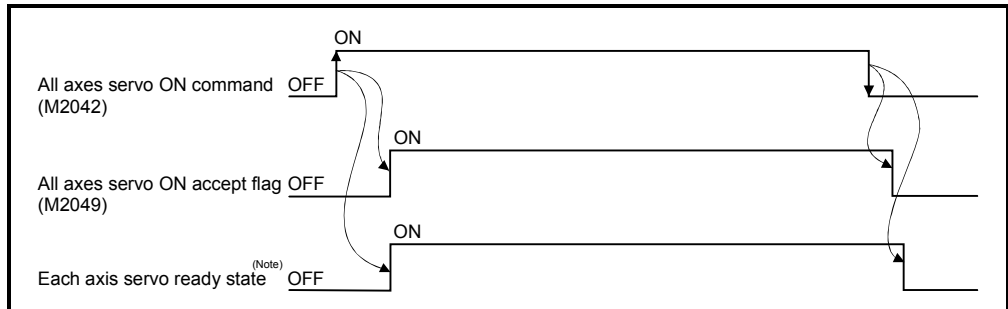 ON
All axes servo ON command OFF
(M2042)
ON
All axes servo ON accept flag OFF
(M2049)
ON
Each axis servo ready state (Note) OFF